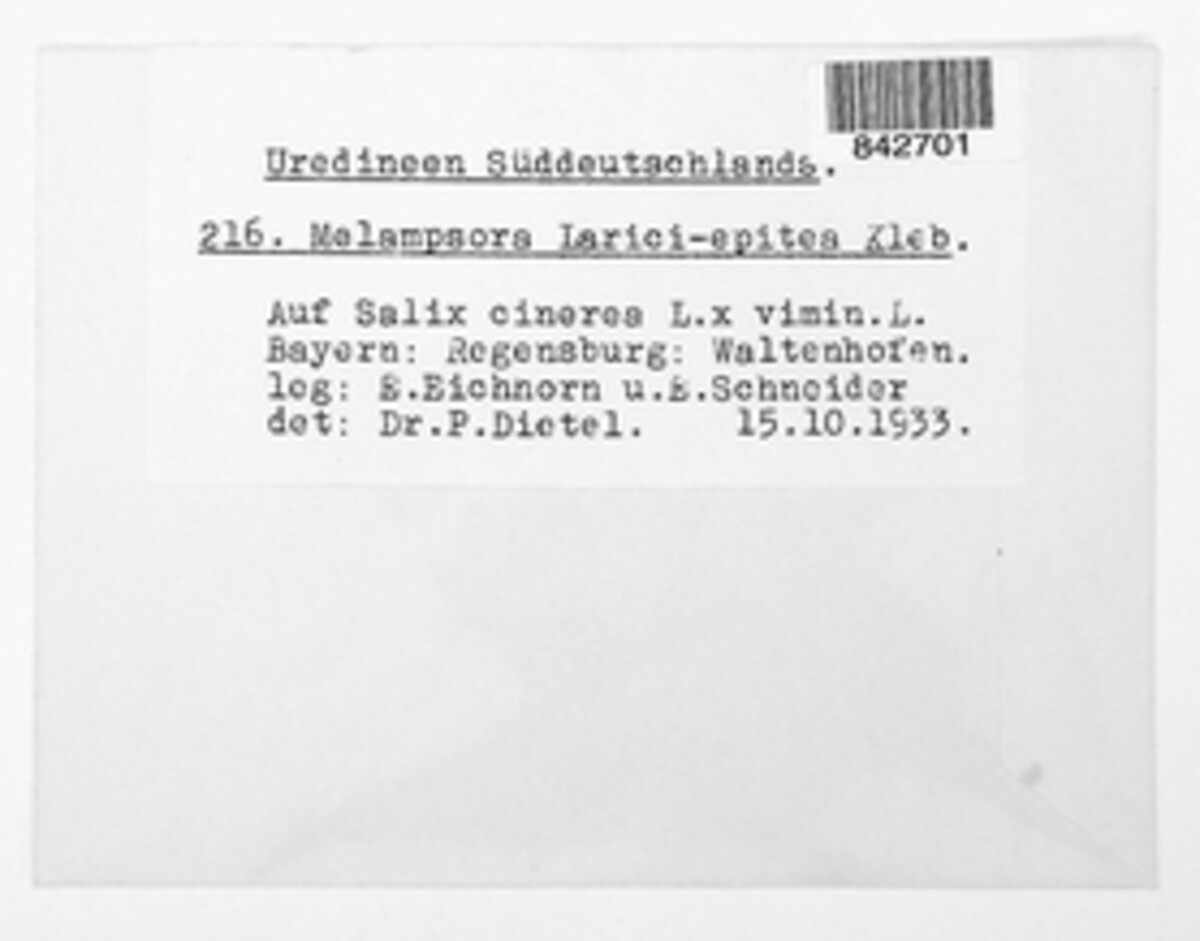 842701
Uredineen Süddeutschlands.
216. Melampsora Larici-epitea Kleb.
Auf Salix cinerea L.x vimin.L.
Bayern: Regensburg: Waltenhofen.
leg: E.Eichhorn u.E.Schneider
det: Dr.P.Dietel. 15.10.1933.